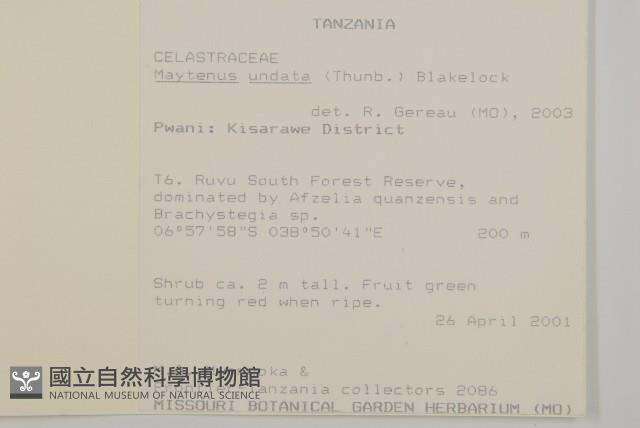 TANZANIA
CELASTRACEAE
Maytenus undata (Thunb.) Blakelock
det. R. Gereau (MO), 2003
Pwani: Kisarawe District
T6. Ruvu South Forest Reserve,
dominated by Afzelia quanzensis and
Brachystegia sp.
06°57'58"S 038°50'41"E 200 m
Shrub ca. 2 m tall. Fruit green
turning red when ripe.
26 April 2001
&
Tanzania collectors 2086
MISSOURI BOTANICAL GARDEN HERBARIUM (MO)
國立自然科學博物館
NATIONAL MUSEUM OF NATURAL SCIENCE